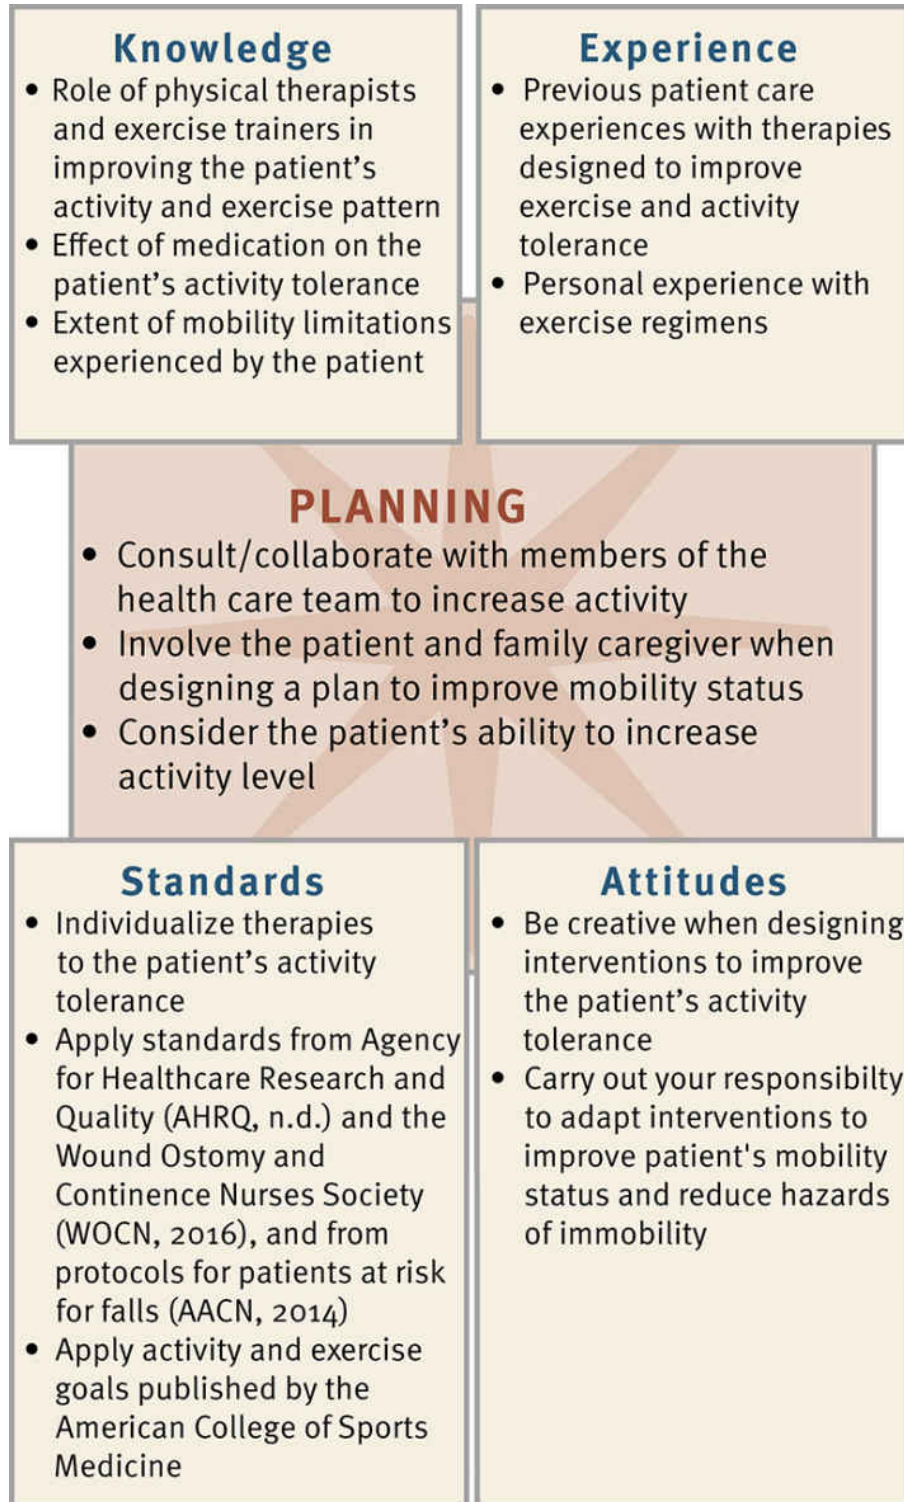 Knowledge
• Role of physical therapists
and exercise trainers in
improving the patient’s
activity and exercise pattern
• Effect of medication on the
patient’s activity tolerance
• Extent of mobility limitations
experienced by the patient
Experience
• Previous patient care
experiences with therapies
designed to improve
exercise and activity
tolerance
• Personal experience with
exercise regimens
PLANNING
• Consult/collaborate with members of the
health care team to increase activity
• Involve the patient and family caregiver when
designing a plan to improve mobility status
• Consider the patient’s ability to increase
activity level
Standards
• Individualize therapies
to the patient’s activity
tolerance
• Apply standards from Agency
for Healthcare Research and
Quality (AHRQ, n.d.) and the
Wound Ostomy and
Continence Nurses Society
(WOCN, 2016), and from
protocols for patients at risk
for falls (AACN, 2014)
• Apply activity and exercise
goals published by the
American College of Sports
Medicine
Attitudes
• Be creative when designing
interventions to improve
the patient’s activity
tolerance
• Carry out your responsibilty
to adapt interventions to
improve patient's mobility
status and reduce hazards
of immobility